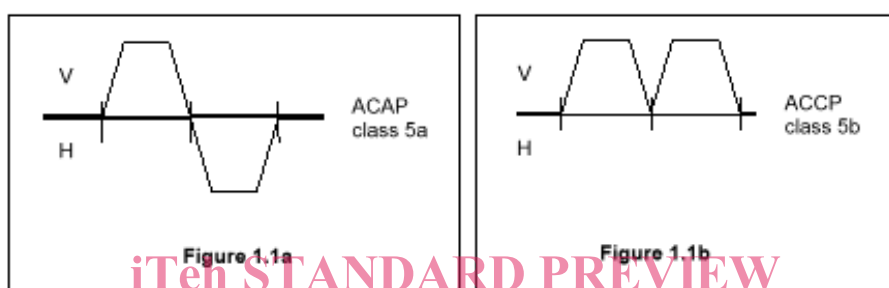 V
H
ACAP
class 5a
Figure 1.1a
V
H
ACCP
class 5b
Figure 1.1b
iTeh STANDARD PREVIEW